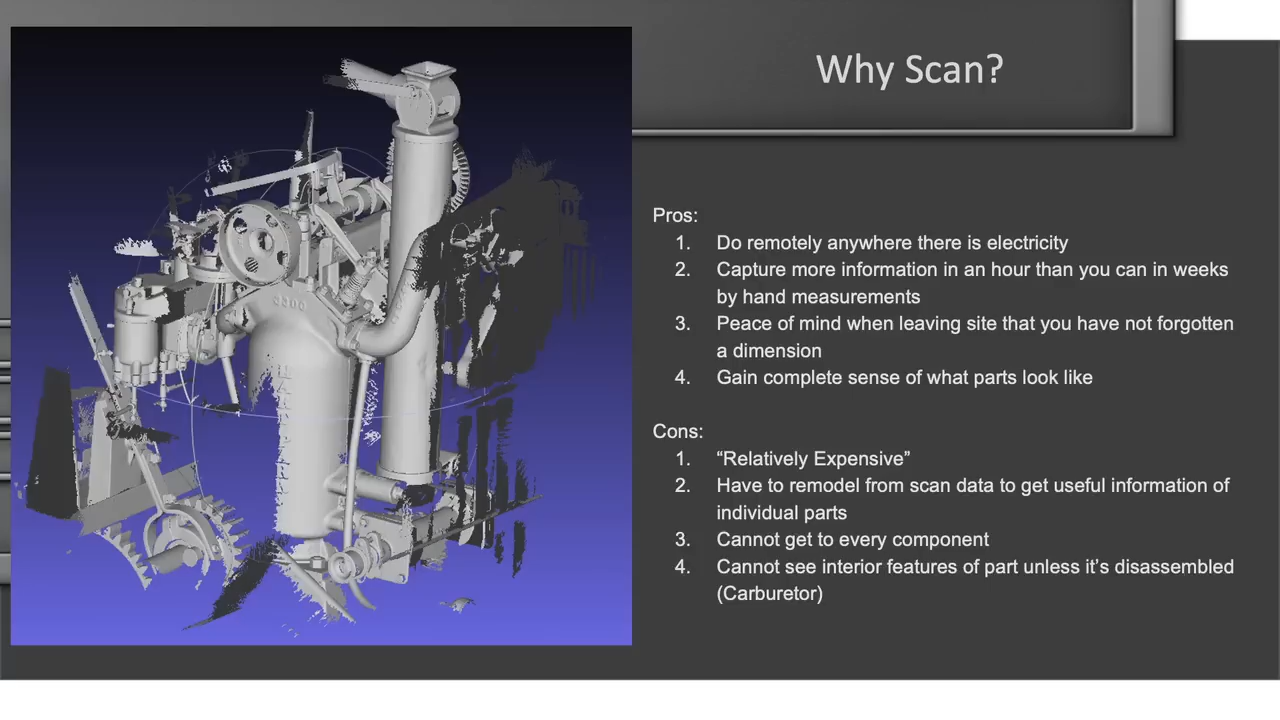 Why Scan?
Pros:
1. Do remotely anywhere there is electricity
2. Capture more information in an hour than you can in weeks
by hand measurements
3. Peace of mind when leaving site that you have not forgotten
a dimension
4. Gain complete sense of what parts look like
Cons:
1. “Relatively Expensive”
2. Have to remodel from scan data to get useful information of
individual parts
3. Cannot get to every component
4. Cannot see interior features of part unless it’s disassembled
(Carburetor)